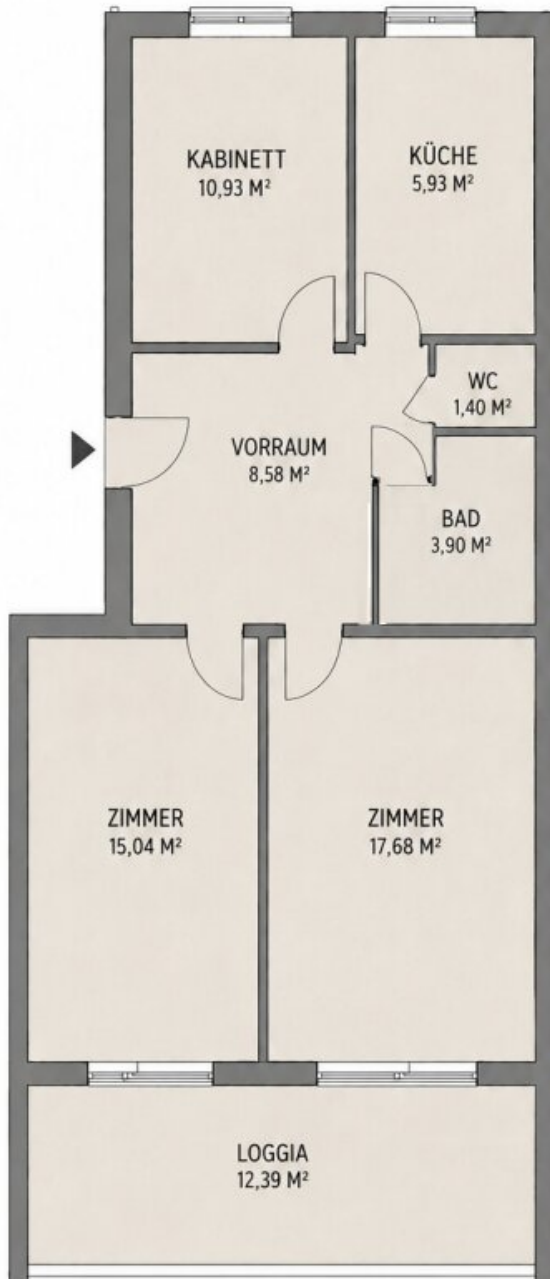 KABINETT
10,93 M²
KÜCHE
5,93 M²
WC
1,40 M²
VORRAUM
8,58 M²
BAD
3,90 M²
ZIMMER
15,04 M²
ZIMMER
17,68 M²
LOGGIA
12,39 M²